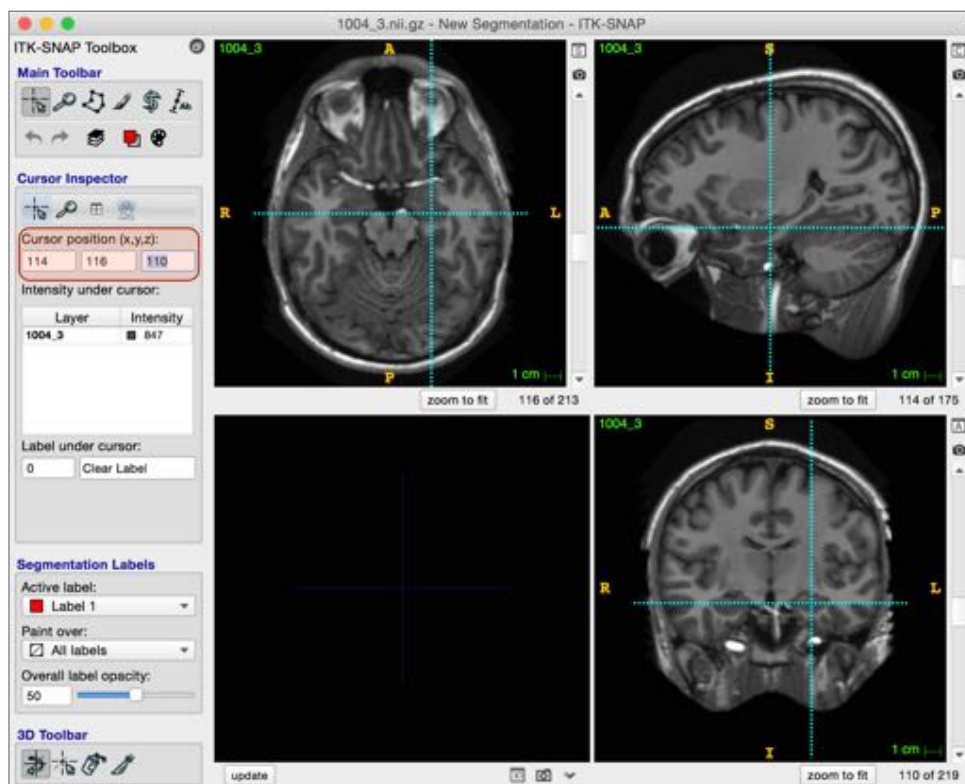 1004_3.nii.gz - New Segmentation - ITK-SNAP
ITK-SNAP Toolbox
Main Toolbar
Cursor Inspector
Cursor position (x,y,z):
114 116 110
Intensity under cursor:
Layer Intensity
1004_3 847
Label under cursor:
0 Clear Label
Segmentation Labels
Active label:
Label 1
Paint over:
All labels
Overall label opacity:
50
3D Toolbar
1004_3
A
R
L
P
1 cm
zoom to fit 116 of 213
1004_3
S
A
P
I
1 cm
zoom to fit 114 of 175
update
1004_3
S
R
L
I
1 cm
zoom to fit 110 of 219